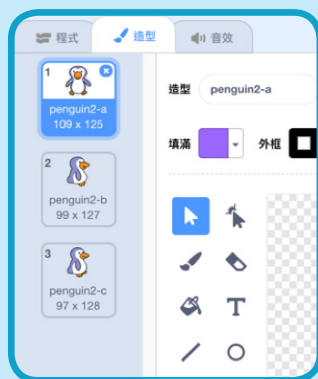 程式 造型 音效
1
penguin2-a
109 x 125
2
penguin2-b
99 x 127
3
penguin2-c
97 x 128
造型 penguin2-a
填滿 外框
T